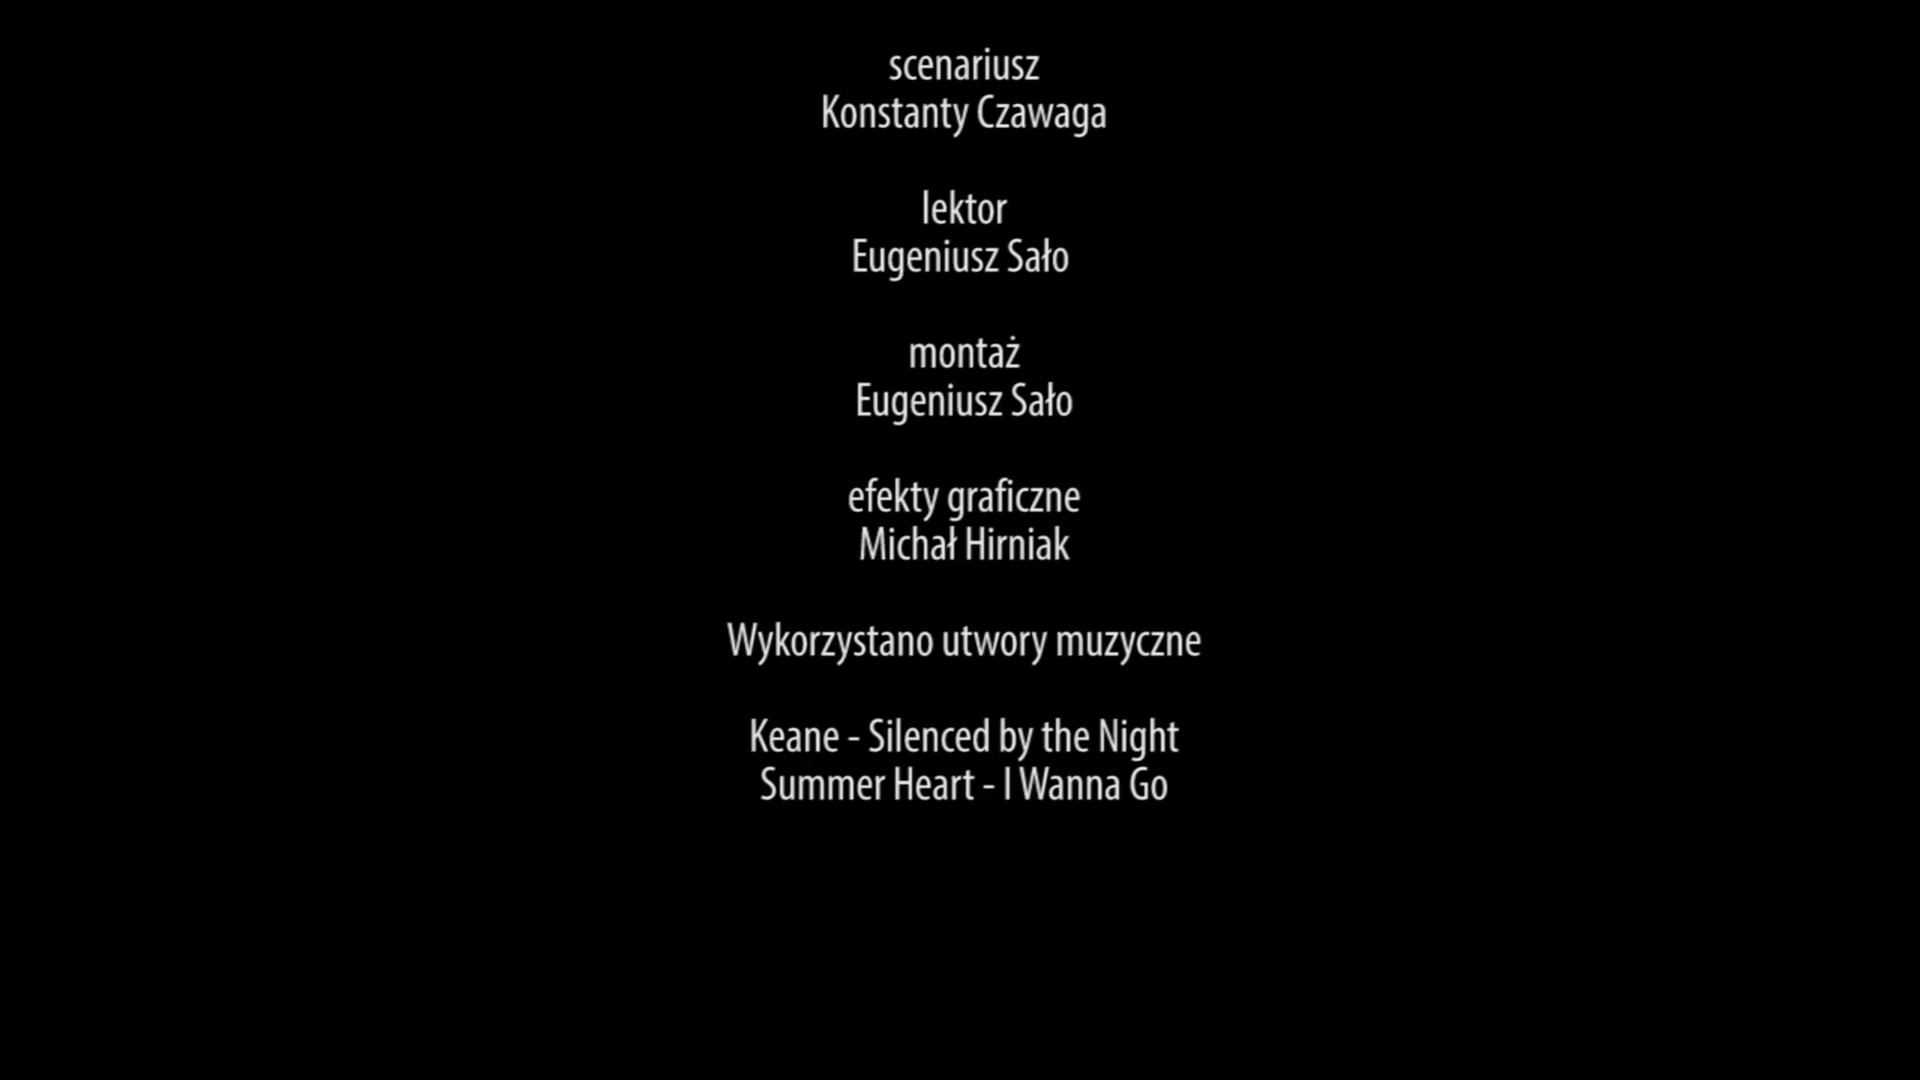 scenariusz
Konstanty Czawaga
lektor
Eugeniusz Sało
montaż
Eugeniusz Sało
efekty graficzne
Michał Hirniak
Wykorzystano utwory muzyczne
Keane - Silenced by the Night
Summer Heart - I Wanna Go